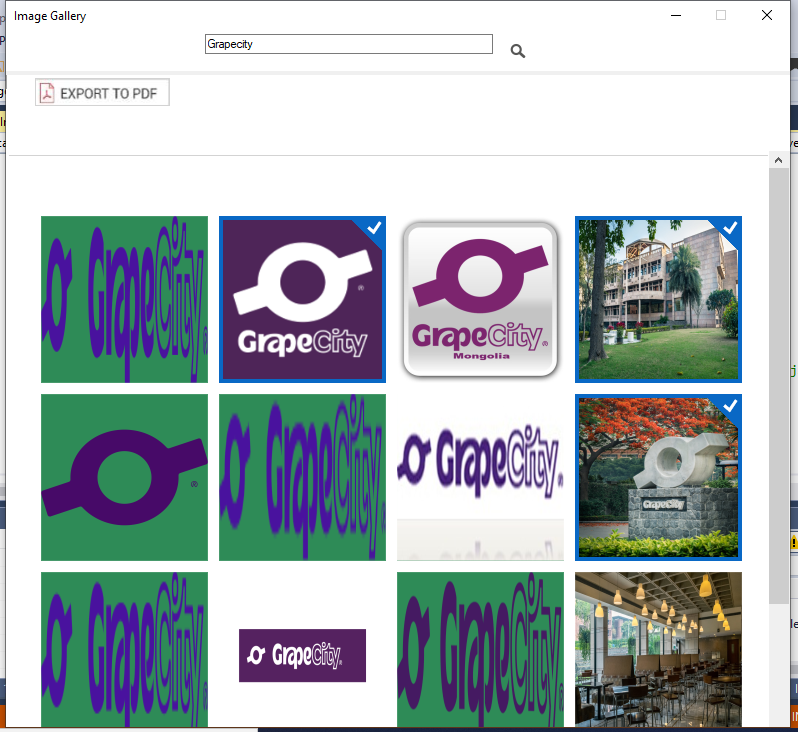 Image Gallery
Grapecity
EXPORT TO PDF
GrapeCity®
GrapeCity
®
GrapeCity®
Mongolia
®
GrapeCity
GrapeCity®
GrapeCity
GrapeCity®
GrapeCity
GrapeCity